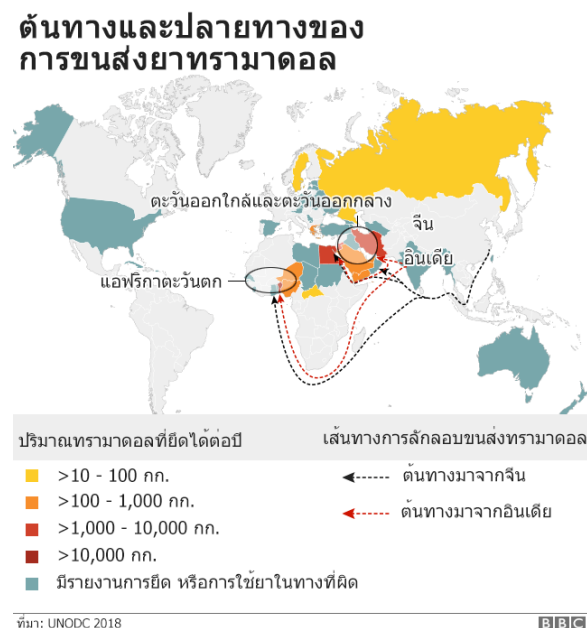 ต้นทางและปลายทางของ
การขนส่งยาทรามาดอล
ตะวันออกใกล้และตะวันออกกลาง
จีน
อินเดีย
แอฟริกาตะวันตก
ปริมาณทรามาดอลที่ยึดได้ต่อปี
>10 - 100 กก.
>100 - 1,000 กก.
>1,000 - 10,000 กก.
>10,000 กก.
มีรายงานการยึด หรือการใช้ยาในทางที่ผิด
เส้นทางการลักลอบขนส่งทรามาดอล
ต้นทางมาจากจีน
ต้นทางมาจากอินเดีย
ที่มา: UNODC 2018
BBC